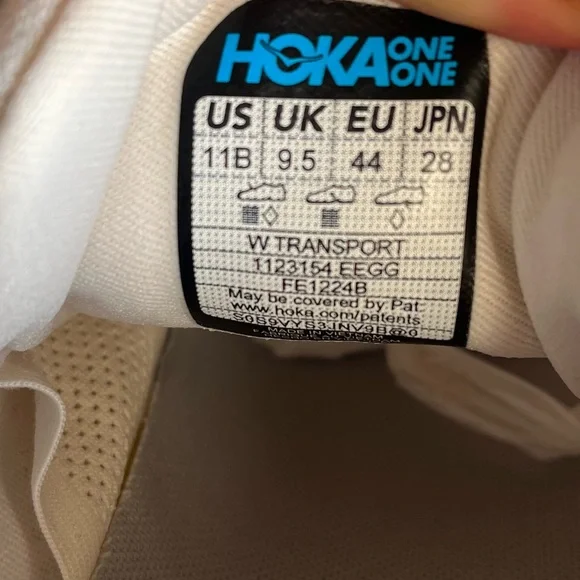 HOKA ONE ONE
US UK EU JPN
11B 9.5 44 28
W TRANSPORT
1123154 EEGG
FE1224B
May be covered by Pat.
www.hoka.com/patents
MADE IN VIETNAM